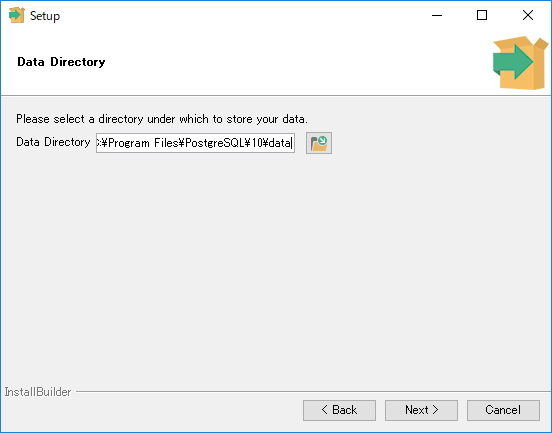 Setup
Data Directory
Please select a directory under which to store your data.
Data Directory :¥Program Files¥PostgreSQL¥10¥data
InstallBuilder
< Back Next > Cancel